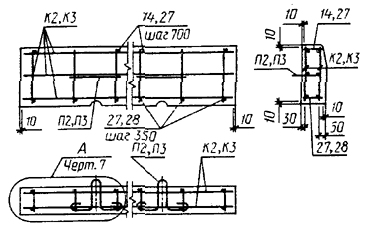 К2,К3
14,27
шаг 700
10
П2,П3
27,28
шаг 350
10
10
10
14,27
П2,П3
К2,К3
10
30
10
50
27,28
А
Черт. 7
П2,П3
К2,К3